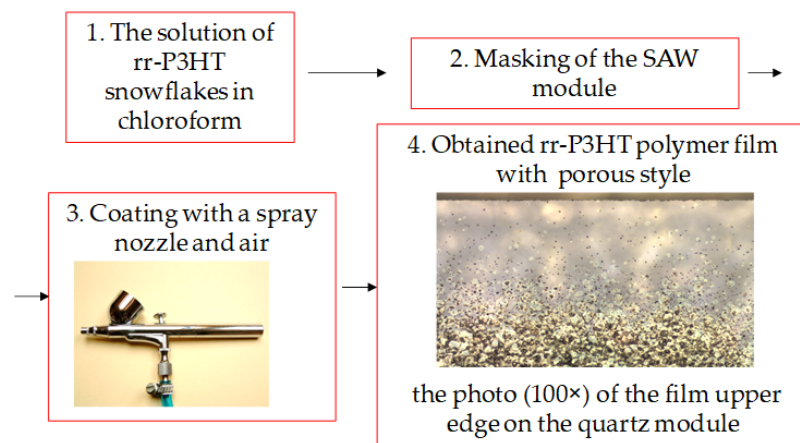 1. The solution of
rr-P3HT
snowflakes in
chloroform
2. Masking of the SAW
module
3. Coating with a spray
nozzle and air
4. Obtained rr-P3HT polymer film
with porous style
the photo (100×) of the film upper
edge on the quartz module